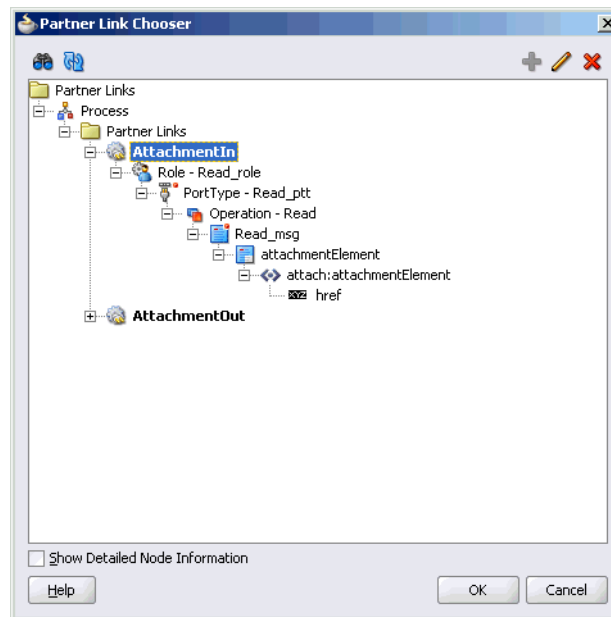 Partner Link Chooser
Partner Links
Process
Partner Links
AttachmentIn
Role - Read_role
PortType - Read_ptt
Operation - Read
Read_msg
attachmentElement
attach:attachmentElement
XYZ href
AttachmentOut
Show Detailed Node Information
Help OK Cancel